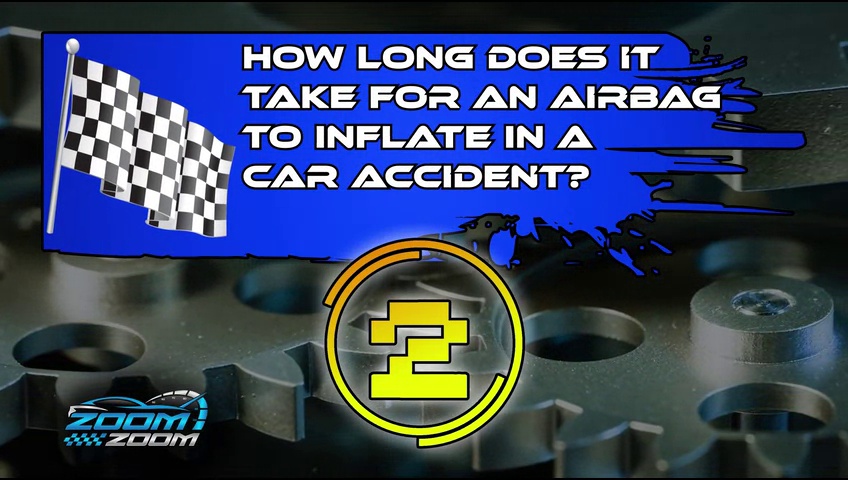 HOW LONG DOES IT
TAKE FOR AN AIRBAG
TO INFLATE IN A
CAR ACCIDENT?
2
ZOOM
ZOOM